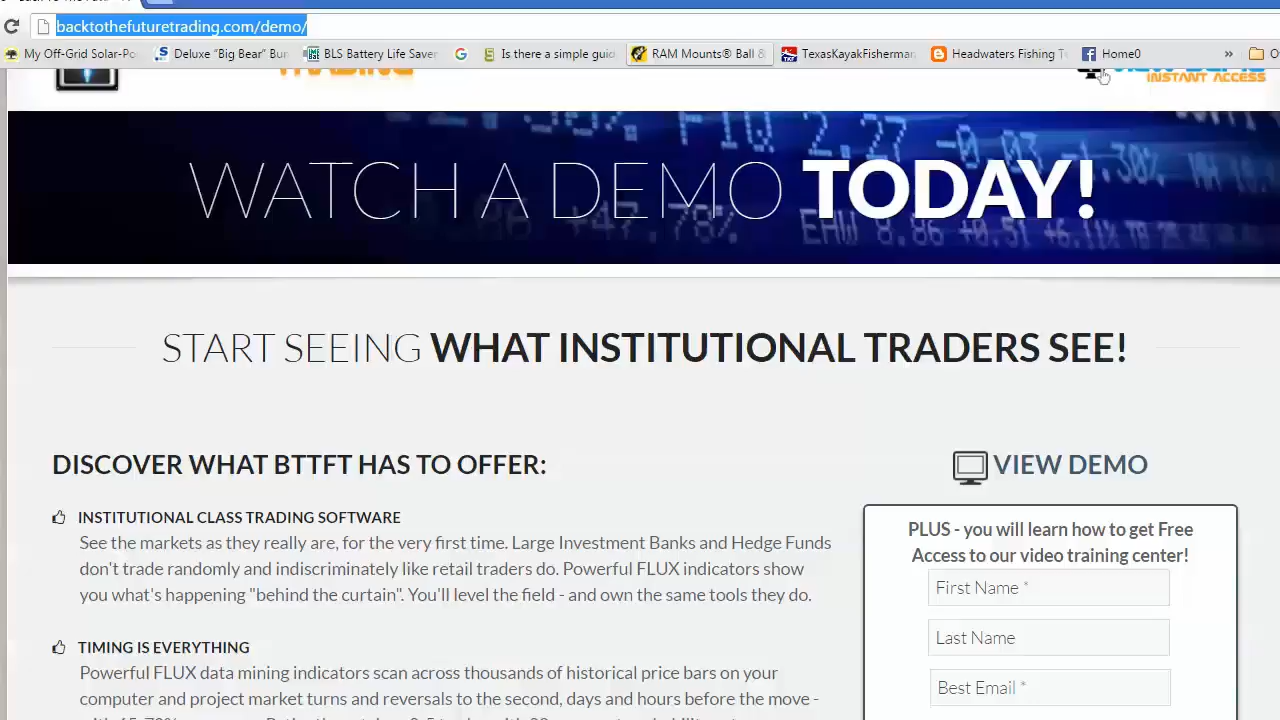 backtothefuturetrading.com/demo/
My Off-Grid Solar-Po
Deluxe “Big Bear” Bun
BLS Battery Life Saver
Is there a simple guid
RAM Mounts® Ball &
TexasKayakFisherman
Headwaters Fishing T
Home0
»
TRADING
VIEW DEMO
INSTANT ACCESS
WATCH A DEMO TODAY!
START SEEING WHAT INSTITUTIONAL TRADERS SEE!
DISCOVER WHAT BTTFT HAS TO OFFER:
INSTITUTIONAL CLASS TRADING SOFTWARE
See the markets as they really are, for the very first time. Large Investment Banks and Hedge Funds
don't trade randomly and indiscriminately like retail traders do. Powerful FLUX indicators show
you what's happening "behind the curtain". You'll level the field - and own the same tools they do.
TIMING IS EVERYTHING
Powerful FLUX data mining indicators scan across thousands of historical price bars on your
computer and project market turns and reversals to the second, days and hours before the move -
VIEW DEMO
PLUS - you will learn how to get Free
Access to our video training center!
First Name *
Last Name
Best Email *